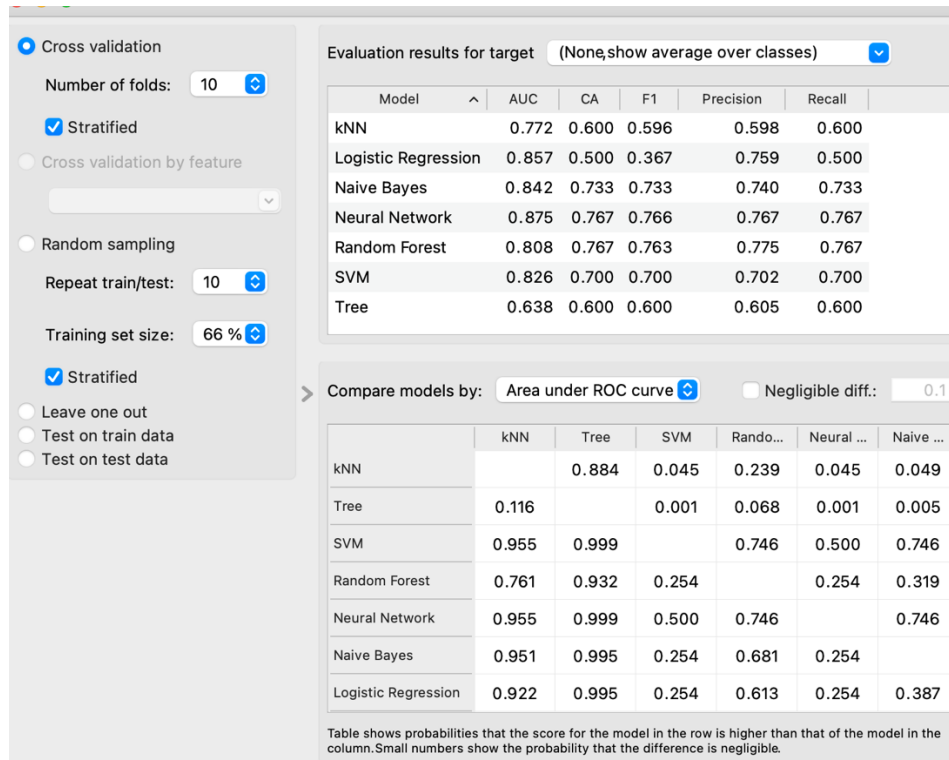 Cross validation
Number of folds: 10
Stratified
Cross validation by feature
Random sampling
Repeat train/test: 10
Training set size: 66 %
Stratified
Leave one out
Test on train data
Test on test data
Evaluation results for target (None,show average over classes)
Model AUC CA F1 Precision Recall
kNN 0.772 0.600 0.596 0.598 0.600
Logistic Regression 0.857 0.500 0.367 0.759 0.500
Naive Bayes 0.842 0.733 0.733 0.740 0.733
Neural Network 0.875 0.767 0.766 0.767 0.767
Random Forest 0.808 0.767 0.763 0.775 0.767
SVM 0.826 0.700 0.700 0.702 0.700
Tree 0.638 0.600 0.600 0.605 0.600
Compare models by: Area under ROC curve Negligible diff.: 0.1
kNN Tree SVM Rando... Neural ... Naive ...
kNN 0.884 0.045 0.239 0.045 0.049
Tree 0.116 0.001 0.068 0.001 0.005
SVM 0.955 0.999 0.746 0.500 0.746
Random Forest 0.761 0.932 0.254 0.254 0.319
Neural Network 0.955 0.999 0.500 0.746 0.746
Naive Bayes 0.951 0.995 0.254 0.681 0.254
Logistic Regression 0.922 0.995 0.254 0.613 0.254 0.387
Table shows probabilities that the score for the model in the row is higher than that of the model in the
column.Small numbers show the probability that the difference is negligible.